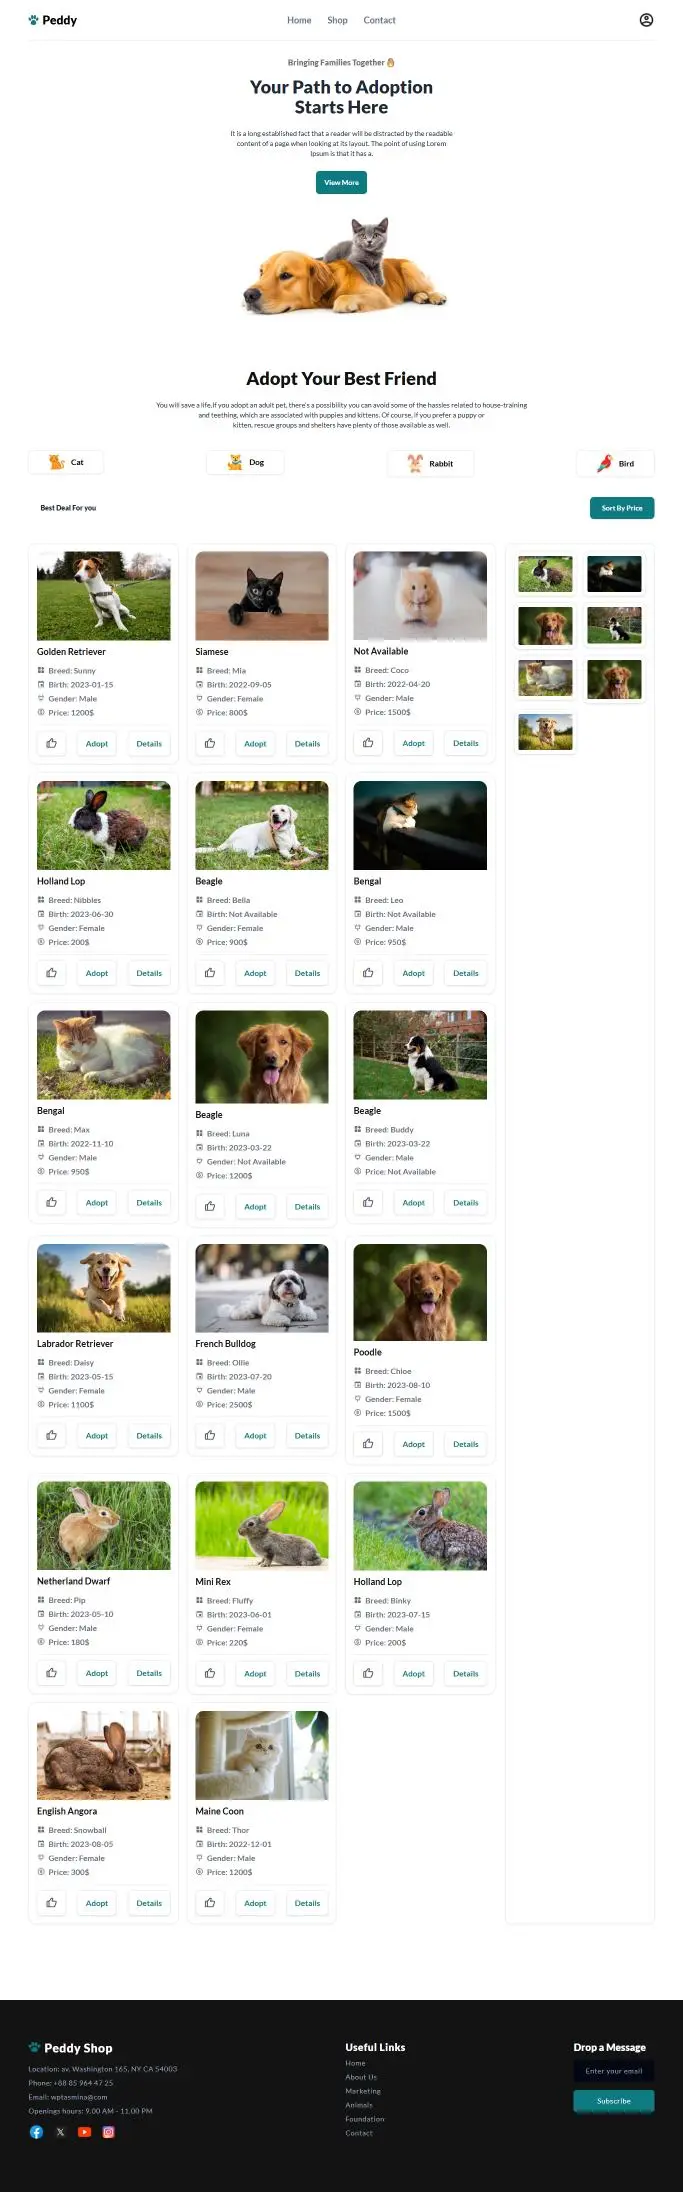 Peddy
Home Shop Contact
Bringing Families Together
Your Path to Adoption
Starts Here
It is a long established fact that a reader will be distracted by the readable
content of a page when looking at its layout. The point of using Lorem
Ipsum is that it has a.
View More
Adopt Your Best Friend
You will save a life.If you adopt an adult pet, there's a possibility you can avoid some of the hassles related to house-training
and teething, which are associated with puppies and kittens. Of course, if you prefer a puppy or
kitten, rescue groups and shelters have plenty of those available as well.
Cat Dog Rabbit Bird
Best Deal For you
Sort By Price
Golden Retriever
Breed: Sunny
Birth: 2023-01-15
Gender: Male
Price: 1200$
Adopt Details
Siamese
Breed: Mia
Birth: 2022-09-05
Gender: Female
Price: 800$
Adopt Details
Not Available
Breed: Coco
Birth: 2022-04-20
Gender: Male
Price: 1500$
Adopt Details
Holland Lop
Breed: Nibbles
Birth: 2023-06-30
Gender: Female
Price: 200$
Adopt Details
Beagle
Breed: Bella
Birth: Not Available
Gender: Female
Price: 900$
Adopt Details
Bengal
Breed: Leo
Birth: Not Available
Gender: Male
Price: 950$
Adopt Details
Bengal
Breed: Max
Birth: 2022-11-10
Gender: Male
Price: 950$
Adopt Details
Beagle
Breed: Luna
Birth: 2023-03-22
Gender: Not Available
Price: 1200$
Adopt Details
Beagle
Breed: Buddy
Birth: 2023-03-22
Gender: Male
Price: Not Available
Adopt Details
Labrador Retriever
Breed: Daisy
Birth: 2023-05-15
Gender: Female
Price: 1100$
Adopt Details
French Bulldog
Breed: Ollie
Birth: 2023-07-20
Gender: Male
Price: 2500$
Adopt Details
Poodle
Breed: Chloe
Birth: 2023-08-10
Gender: Female
Price: 1500$
Adopt Details
Netherland Dwarf
Breed: Pip
Birth: 2023-05-10
Gender: Male
Price: 180$
Adopt Details
Mini Rex
Breed: Fluffy
Birth: 2023-06-01
Gender: Female
Price: 220$
Adopt Details
Holland Lop
Breed: Binky
Birth: 2023-07-15
Gender: Male
Price: 200$
Adopt Details
English Angora
Breed: Snowball
Birth: 2023-08-05
Gender: Female
Price: 300$
Adopt Details
Maine Coon
Breed: Thor
Birth: 2022-12-01
Gender: Male
Price: 1200$
Adopt Details
Peddy Shop
Location: av. Washington 165, NY CA 54003
Phone: +88 85 964 47 25
Email: wptasmina@com
Openings hours: 9.00 AM - 11.00 PM
Useful Links
Home
About Us
Marketing
Animals
Foundation
Contact
Drop a Message
Enter your email
Subscribe